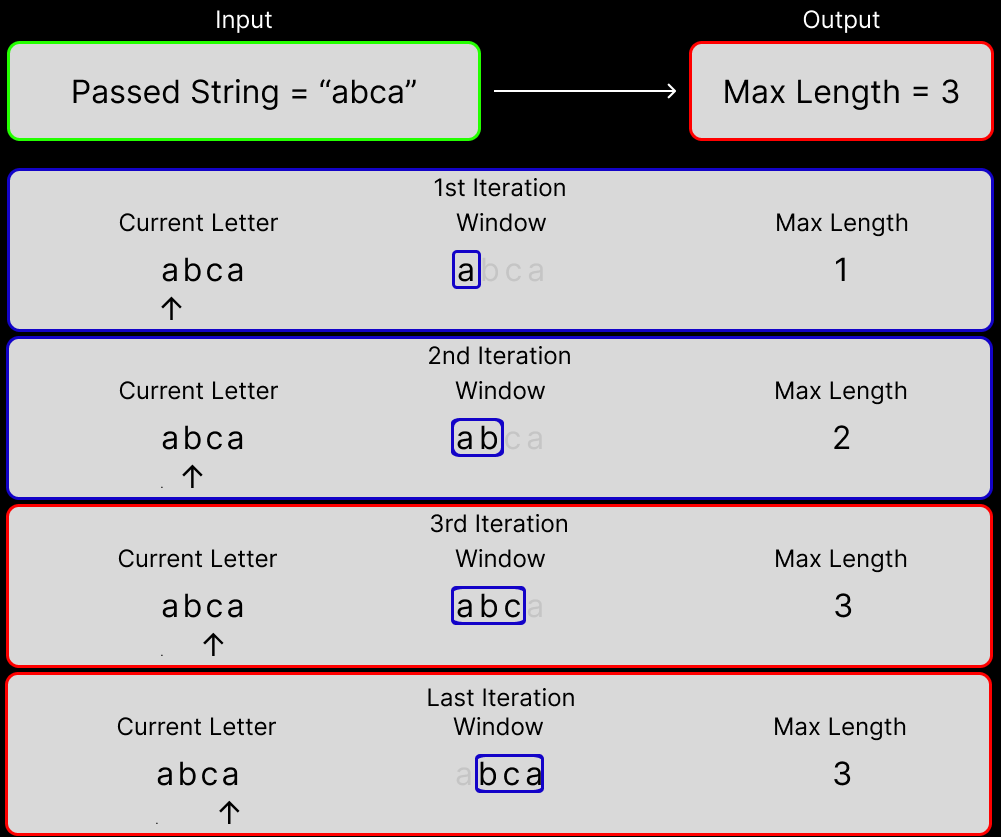 Input Output
Passed String = “abca” Max Length = 3
1st Iteration
Current Letter Window Max Length
abca abca 1
2nd Iteration
Current Letter Window Max Length
abca abca 2
3rd Iteration
Current Letter Window Max Length
abca abca 3
Last Iteration
Current Letter Window Max Length
abca abca 3